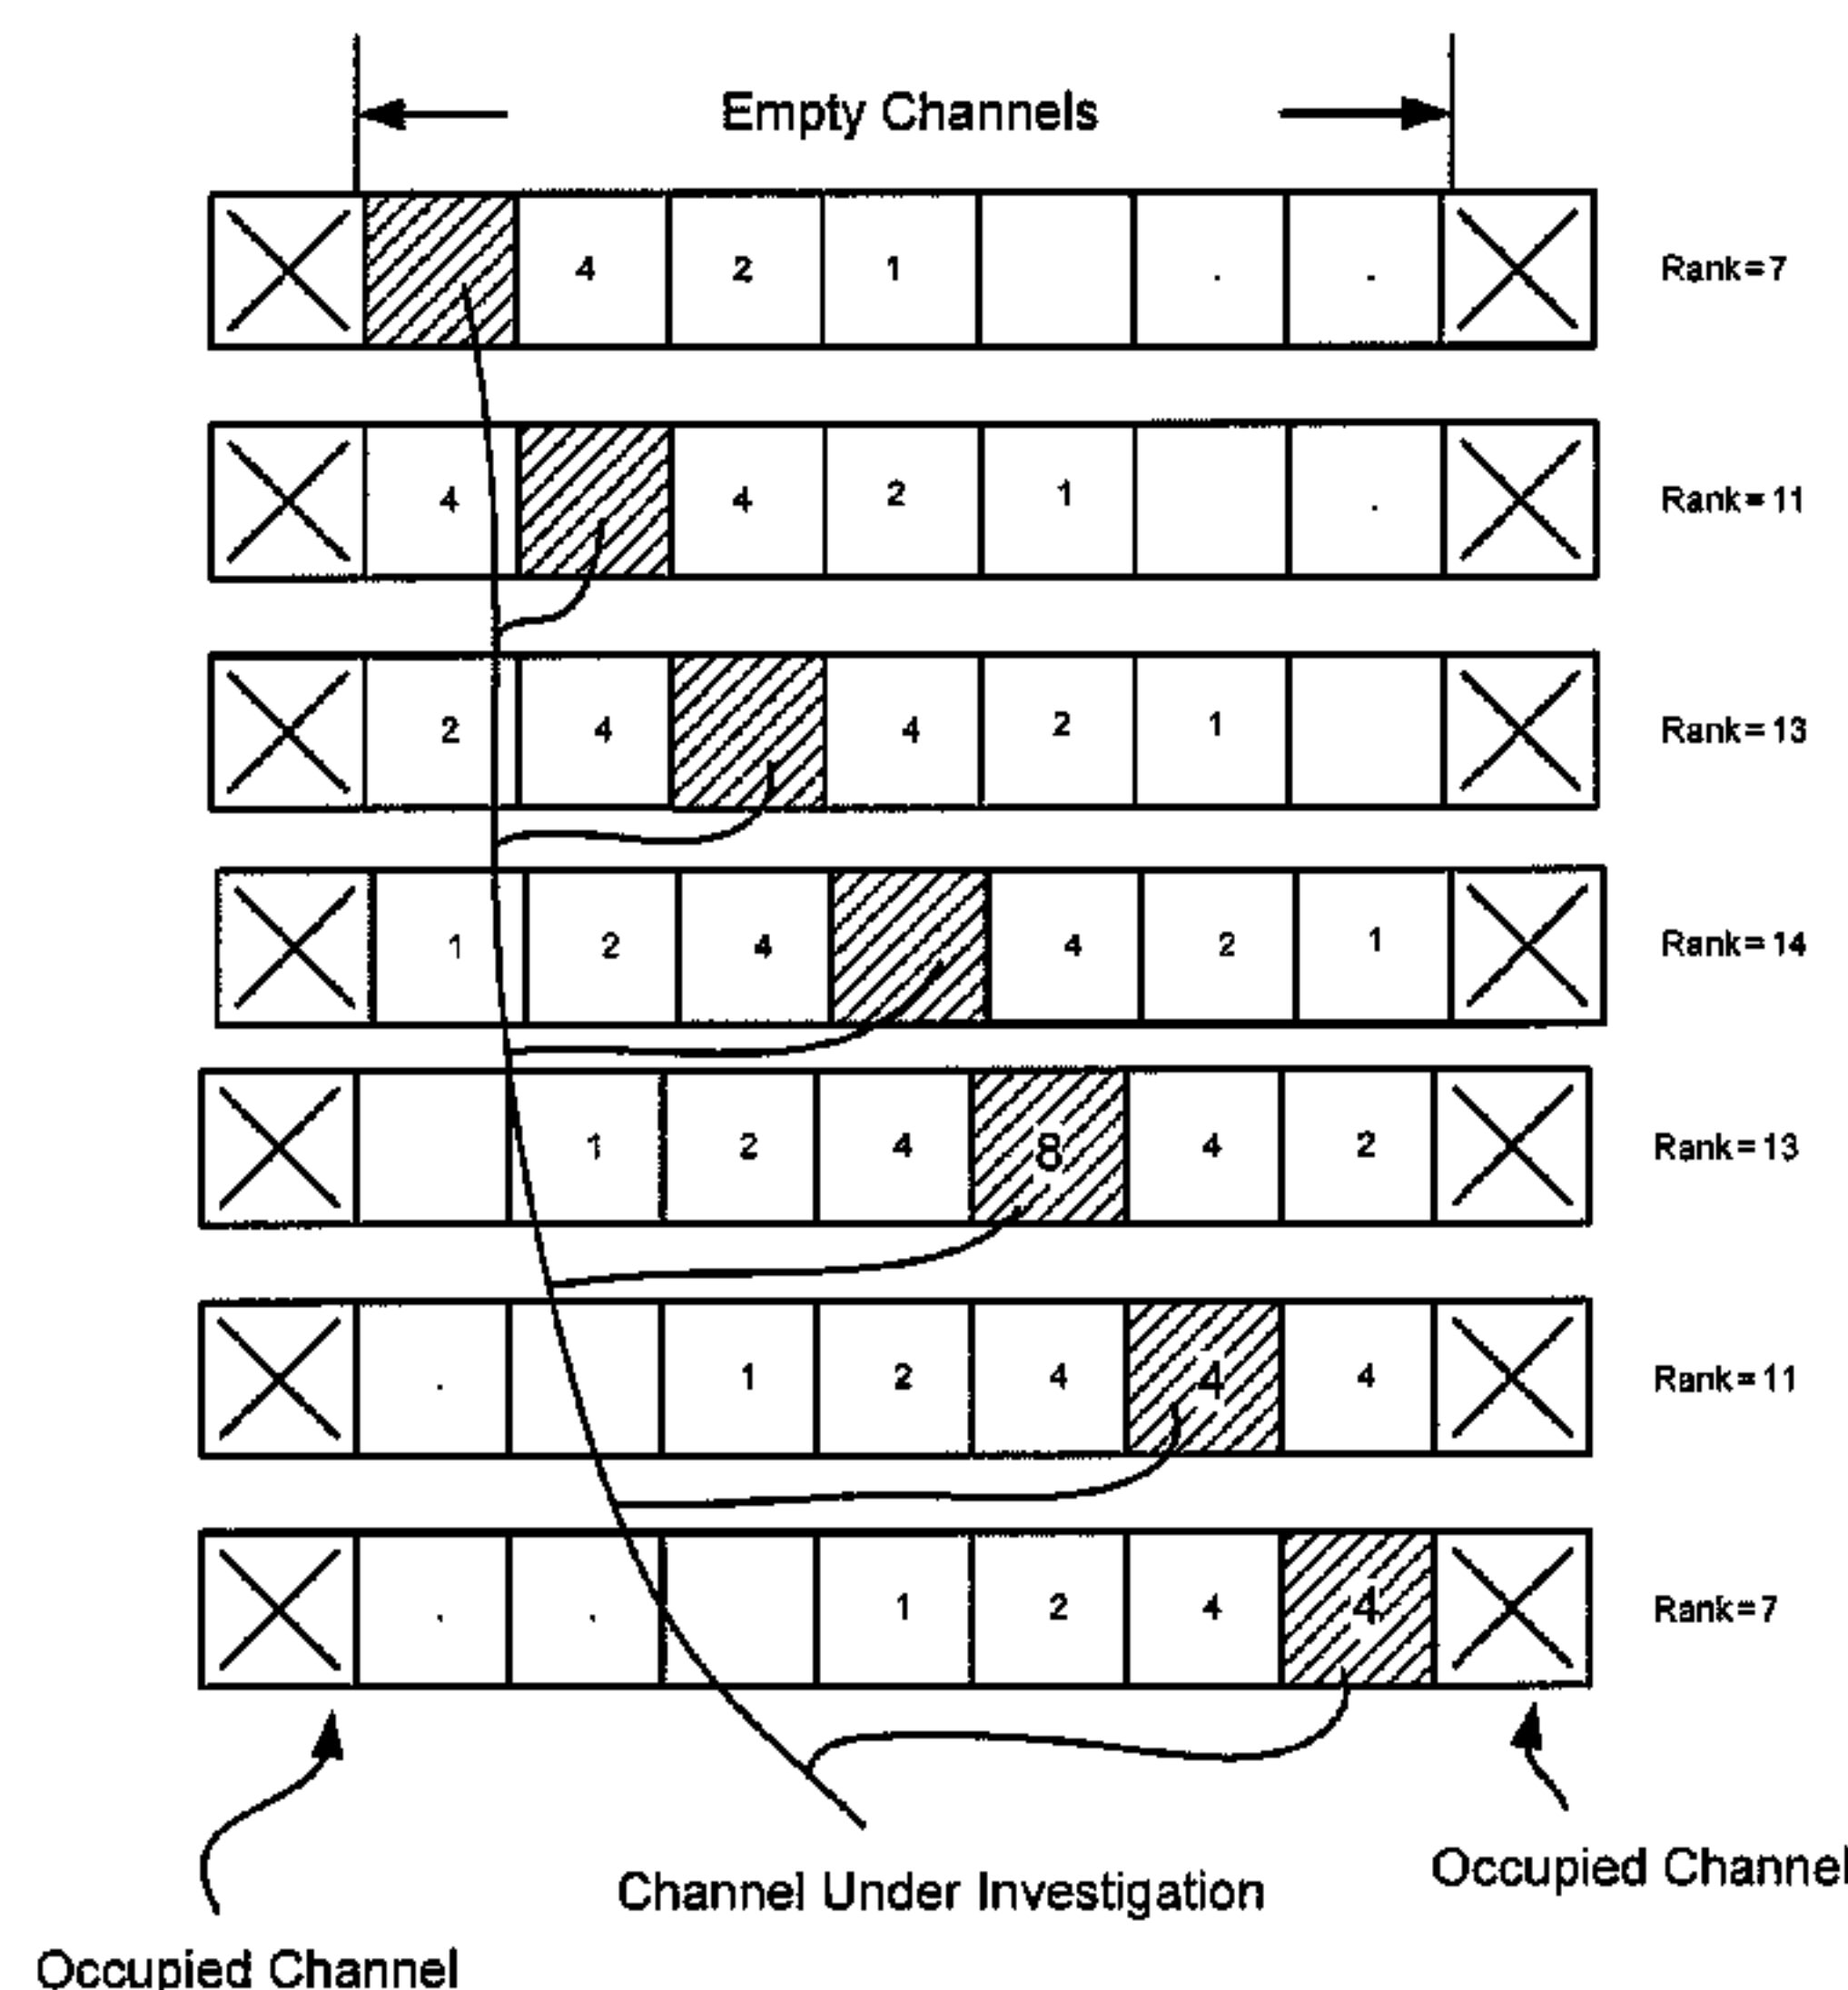 Empty Channels
4 2 1 . . Rank=7
4 4 2 1 . Rank=11
2 4 4 2 1 Rank=13
1 2 4 4 2 1 Rank=14
1 2 4 8 4 2 Rank=13
. 1 2 4 4 4 Rank=11
. . 1 2 4 4 Rank=7
Channel Under Investigation
Occupied Channel
Occupied Channel